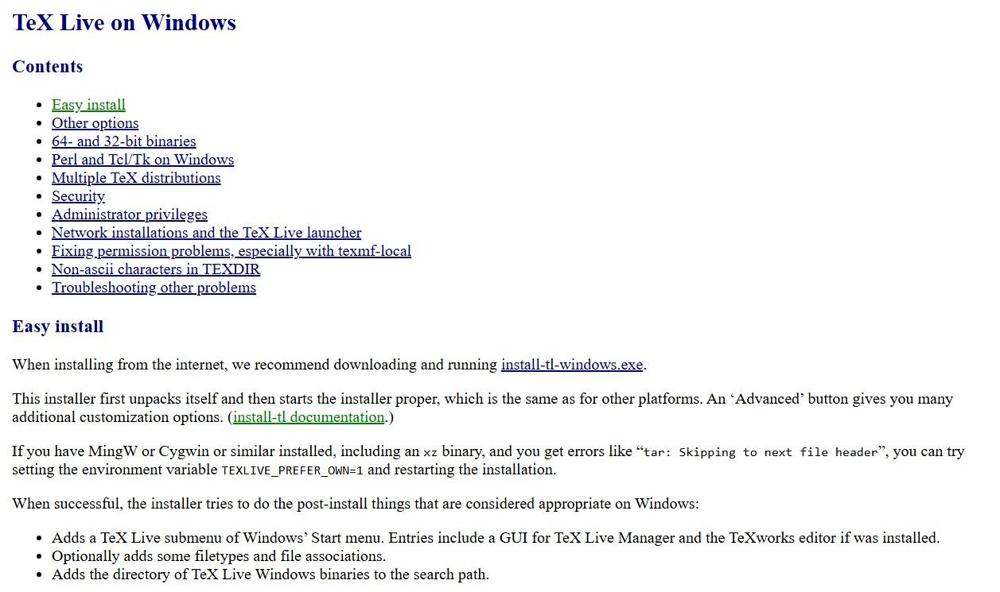 TeX Live on Windows
Contents
Easy install
Other options
64- and 32-bit binaries
Perl and Tcl/Tk on Windows
Multiple TeX distributions
Security
Administrator privileges
Network installations and the TeX Live launcher
Fixing permission problems, especially with texmf-local
Non-ascii characters in TEXDIR
Troubleshooting other problems
Easy install
When installing from the internet, we recommend downloading and running install-tl-windows.exe.
This installer first unpacks itself and then starts the installer proper, which is the same as for other platforms. An ‘Advanced’ button gives you many
additional customization options. (install-tl documentation.)
If you have MingW or Cygwin or similar installed, including an xz binary, and you get errors like “tar: Skipping to next file header”, you can try
setting the environment variable TEXLIVE_PREFER_OWN=1 and restarting the installation.
When successful, the installer tries to do the post-install things that are considered appropriate on Windows:
Adds a TeX Live submenu of Windows’ Start menu. Entries include a GUI for TeX Live Manager and the TeXworks editor if was installed.
Optionally adds some filetypes and file associations.
Adds the directory of TeX Live Windows binaries to the search path.